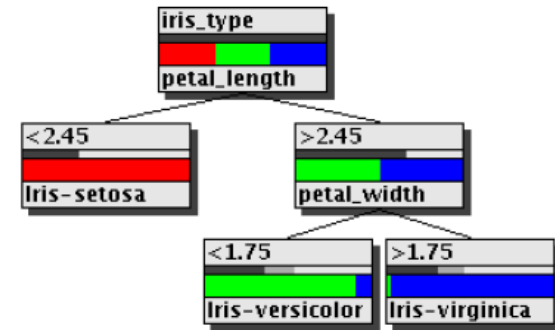 iris_type
petal_length
<2.45
Iris-setosa
>2.45
petal_width
<1.75
Iris-versicolor
>1.75
Iris-virginica